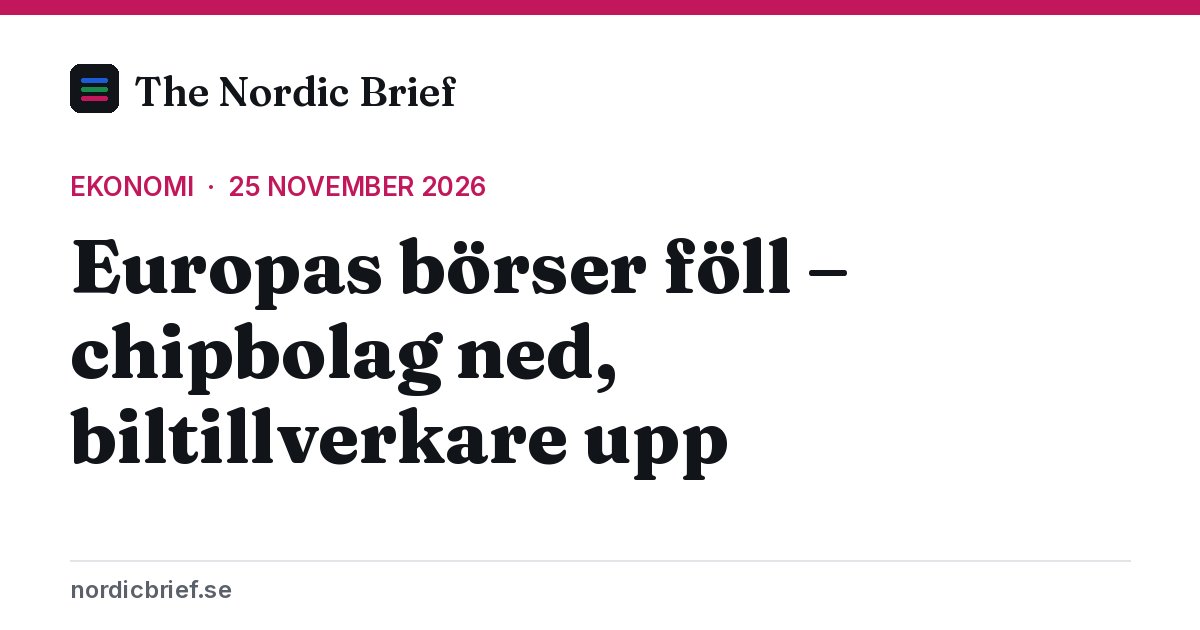 The Nordic Brief
EKONOMI · 25 NOVEMBER 2026
Europas börser föll –
chipbolag ned,
biltillverkare upp
nordicbrief.se